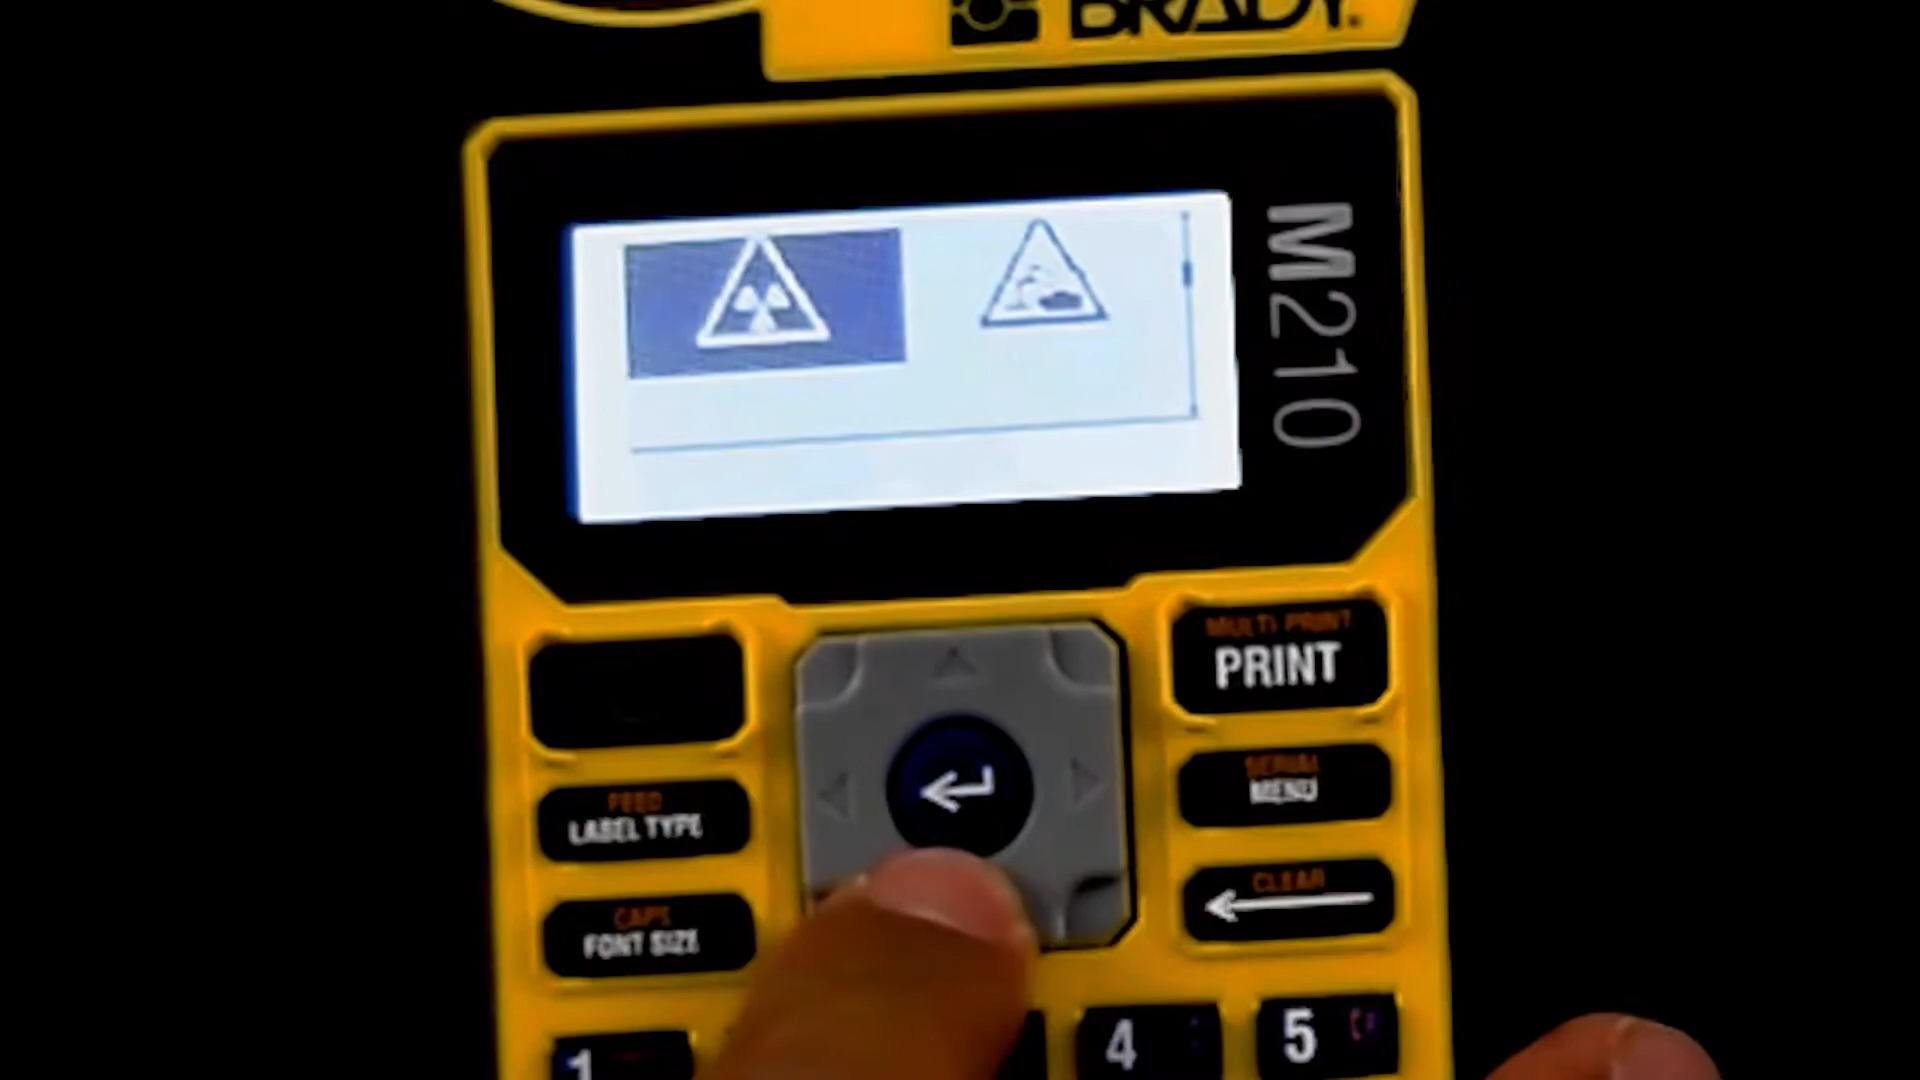 BRADY.
M210
MULTI PRINT
PRINT
FEED
LABEL TYPE
SERIAL
MENU
CAPS
FONT SIZE
CLEAR
1
4
5